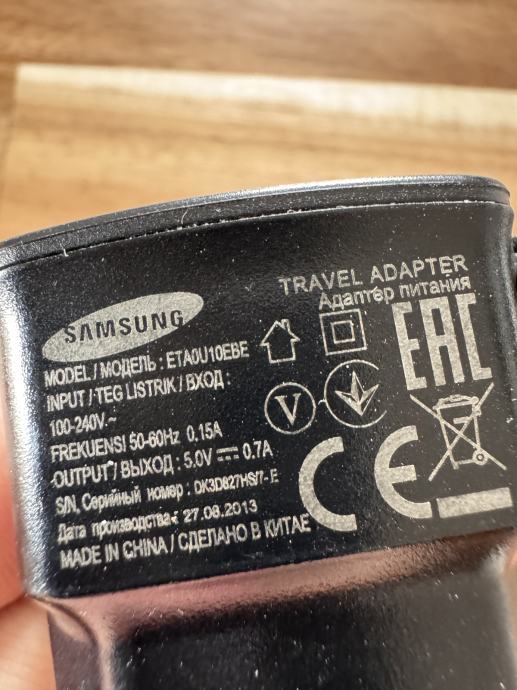 TRAVEL ADAPTER
Адаптер питания
SAMSUNG
MODEL / МОДЕЛЬ : ETA0U10EBE
INPUT / TEG LISTRIK / ВХОД :
100-240V~
FREKUENSI 50-60Hz 0.15A
OUTPUT / ВЫХОД : 5.0V ⎓ 0.7A
S/N, Серийный номер : DK3D827HS/7-E
Дата производства : 27.08.2013
MADE IN CHINA / СДЕЛАНО В КИТАЕ
EAC
V
CE